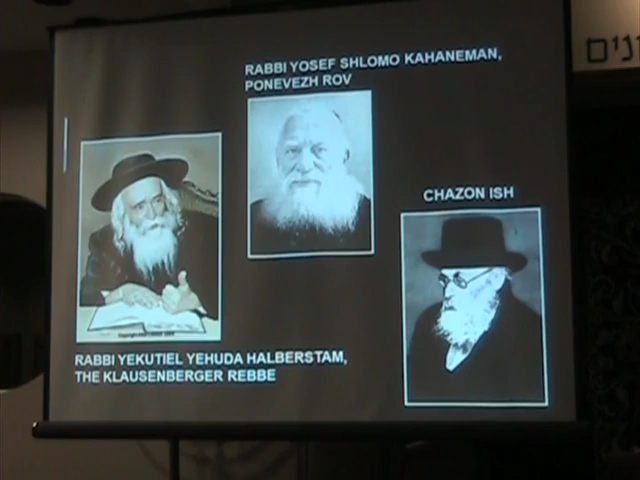 RABBI YOSEF SHLOMO KAHANEMAN,
PONEVEZH ROV
CHAZON ISH
RABBI YEKUTIEL YEHUDA HALBERSTAM,
THE KLAUSENBERGER REBBE